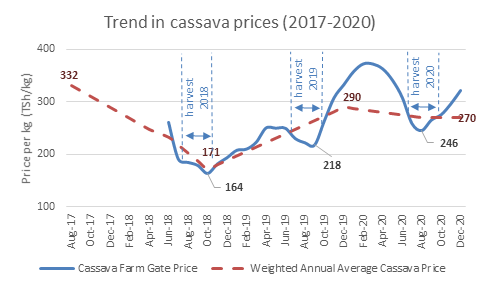 Trend in cassava prices (2017-2020)
Price per kg (TSh/kg)
400
300
200
100
332
171
164
218
290
246
270
harvest
2018
harvest
2019
harvest
2020
Aug-17
Oct-17
Dec-17
Feb-18
Apr-18
Jun-18
Aug-18
Oct-18
Dec-18
Feb-19
Apr-19
Jun-19
Aug-19
Oct-19
Dec-19
Feb-20
Apr-20
Jun-20
Aug-20
Oct-20
Dec-20
Cassava Farm Gate Price
Weighted Annual Average Cassava Price